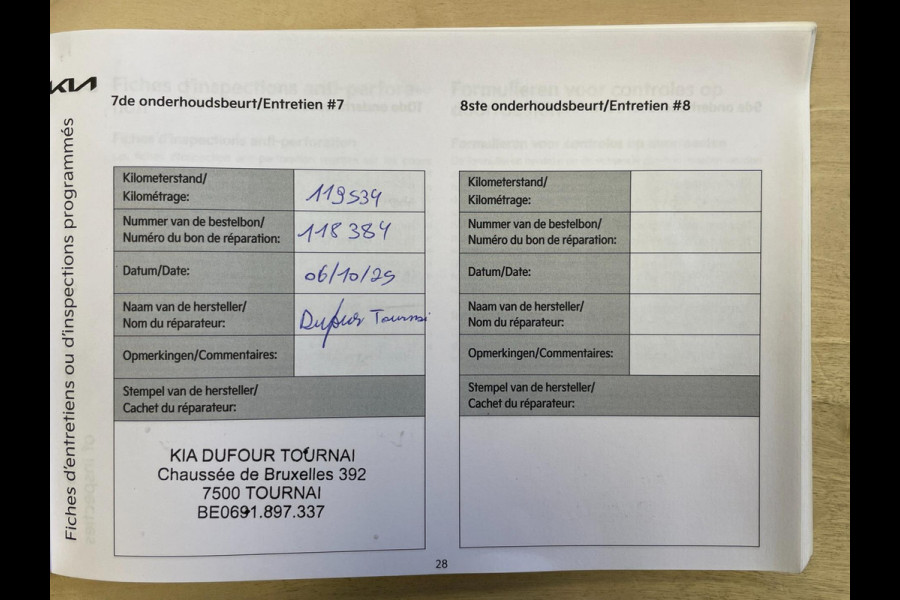 KIA
Fiches d'entretiens ou d'inspections programmés
7de onderhoudsbeurt/Entretien #7
Kilometerstand/
Kilométrage:
119534
Nummer van de bestelbon/
Numéro du bon de réparation:
118384
Datum/Date:
06/10/25
Naam van de hersteller/
Nom du réparateur:
Dufour Tournai
Opmerkingen/Commentaires:
Stempel van de hersteller/
Cachet du réparateur:
KIA DUFOUR TOURNAI
Chaussée de Bruxelles 392
7500 TOURNAI
BE0691.897.337
8ste onderhoudsbeurt/Entretien #8
Kilometerstand/
Kilométrage:
Nummer van de bestelbon/
Numéro du bon de réparation:
Datum/Date:
Naam van de hersteller/
Nom du réparateur:
Opmerkingen/Commentaires:
Stempel van de hersteller/
Cachet du réparateur:
28